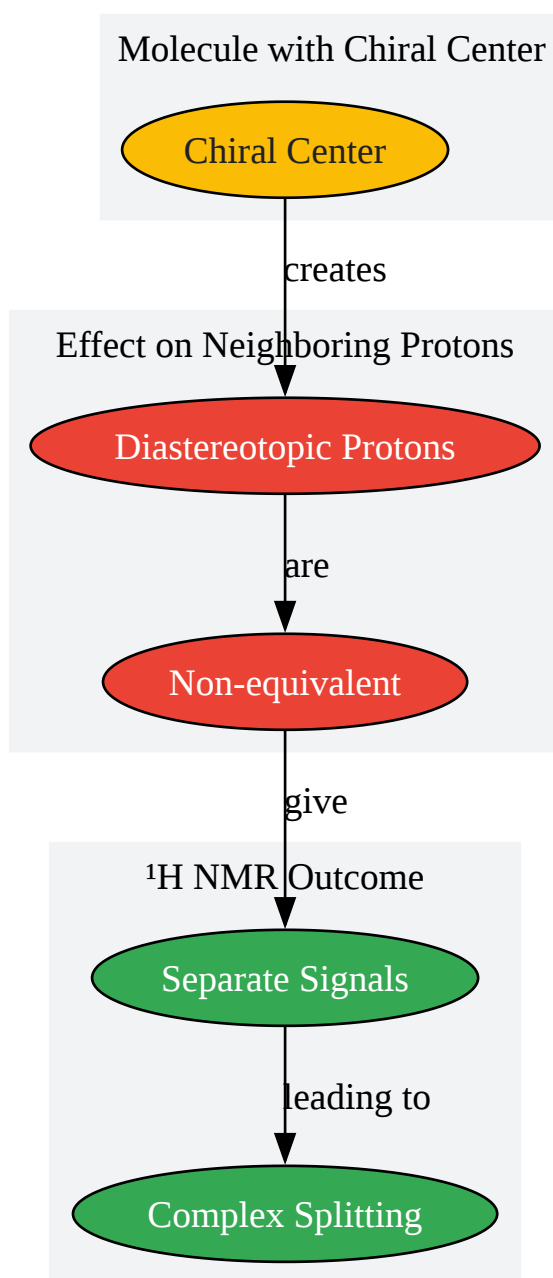 Molecule with Chiral Center
Chiral Center
creates
Effect on Neighboring Protons
Diastereotopic Protons
are
Non-equivalent
give
¹H NMR Outcome
Separate Signals
leading to
Complex Splitting